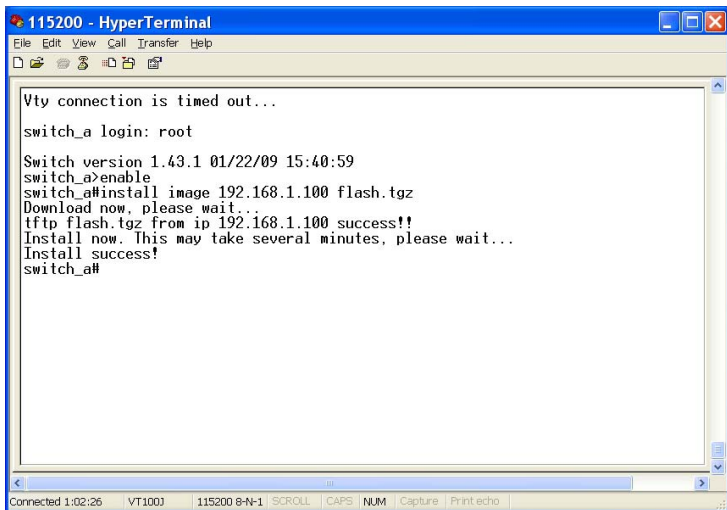 115200 - HyperTerminal
File Edit View Call Transfer Help
Vty connection is timed out...
switch_a login: root
Switch version 1.43.1 01/22/09 15:40:59
switch_a>enable
switch_a#install image 192.168.1.100 flash.tgz
Download now, please wait...
tftp flash.tgz from ip 192.168.1.100 success!!
Install now. This may take several minutes, please wait...
Install success!
switch_a#
Connected 1:02:26 VT100J 115200 8-N-1 SCROLL CAPS NUM Capture Print echo